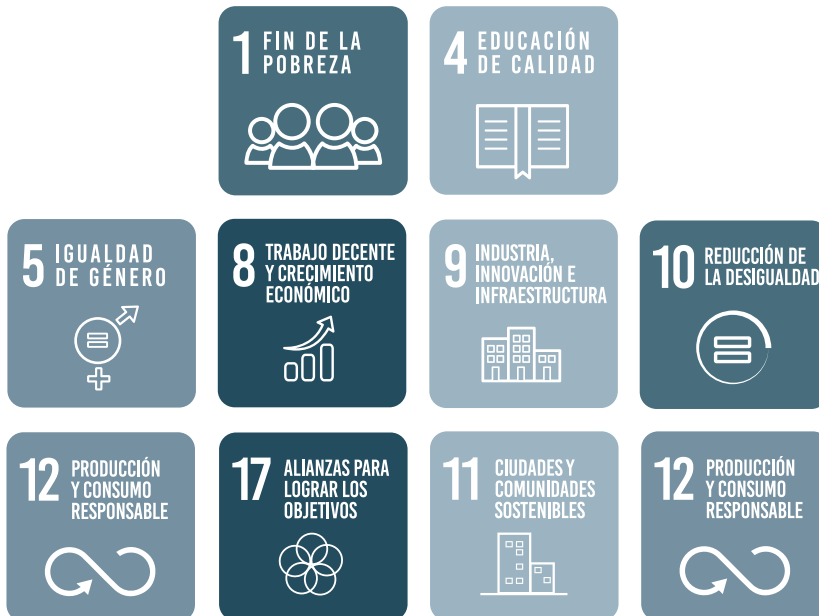 1 FIN DE LA
POBREZA
4 EDUCACIÓN
DE CALIDAD
5 IGUALDAD
DE GÉNERO
8 TRABAJO DECENTE
Y CRECIMIENTO
ECONÓMICO
9 INDUSTRIA,
INNOVACIÓN E
INFRAESTRUCTURA
10 REDUCCIÓN DE
LA DESIGUALDAD
12 PRODUCCIÓN
Y CONSUMO
RESPONSABLE
17 ALIANZAS PARA
LOGRAR LOS
OBJETIVOS
11 CIUDADES Y
COMUNIDADES
SOSTENIBLES
12 PRODUCCIÓN
Y CONSUMO
RESPONSABLE